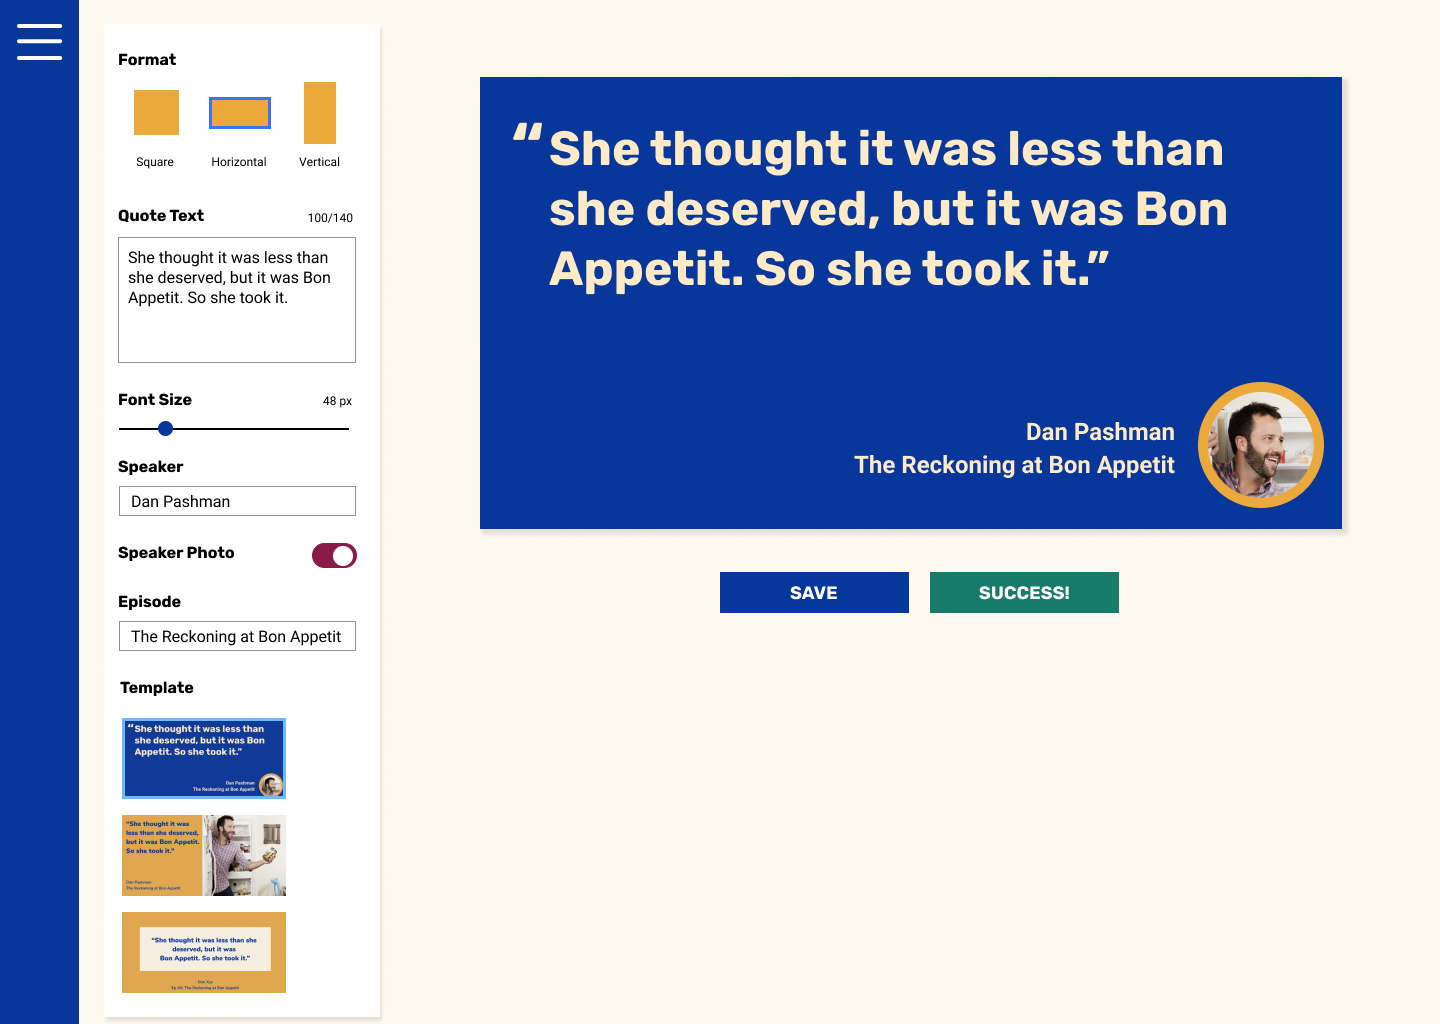 Format
Square
Horizontal
Vertical
Quote Text
100/140
She thought it was less than
she deserved, but it was Bon
Appetit. So she took it.
Font Size
48 px
Speaker
Dan Pashman
Speaker Photo
Episode
The Reckoning at Bon Appetit
Template
“She thought it was less than
she deserved, but it was Bon
Appetit. So she took it.”
Dan Pashman
The Reckoning at Bon Appetit
"She thought it was
less than she deserved,
but it was Bon Appetit.
So she took it."
Dan Pashman
The Reckoning at Bon Appetit
"She thought it was less than she
deserved, but it was
Bon Appetit. So she took it."
Dan Xyz
Ep XX: The Reckoning at Bon Appetit
“She thought it was less than
she deserved, but it was Bon
Appetit. So she took it.”
Dan Pashman
The Reckoning at Bon Appetit
SAVE
SUCCESS!